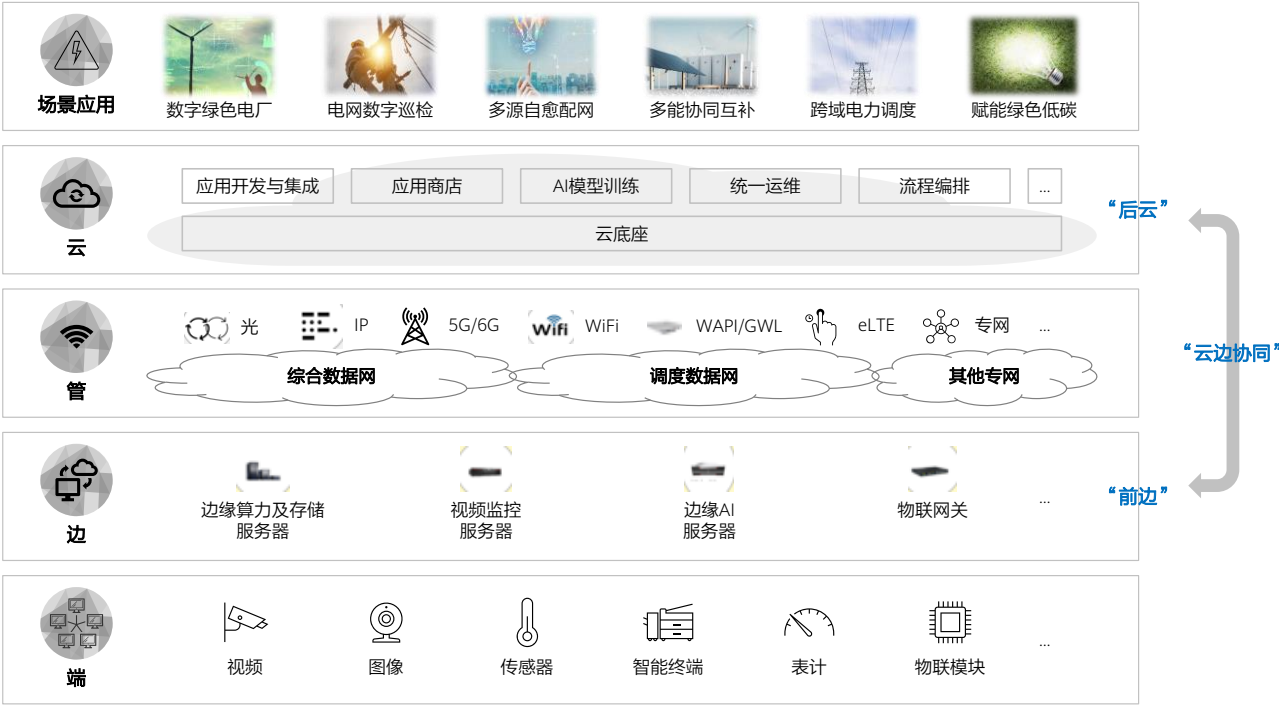 场景应用
数字绿色电厂
电网数字巡检
多源自愈配网
多能协同互补
跨域电力调度
赋能绿色低碳
云
应用开发与集成
应用商店
AI模型训练
统一运维
流程编排
...
云底座
“后云”
管
光
IP
5G/6G
Wifi
WiFi
WAPI/GWL
eLTE
专网
...
综合数据网
调度数据网
其他专网
“云边协同”
边
边缘算力及存储
服务器
视频监控
服务器
边缘AI
服务器
物联网关
...
“前边”
端
视频
图像
传感器
智能终端
表计
物联模块
...